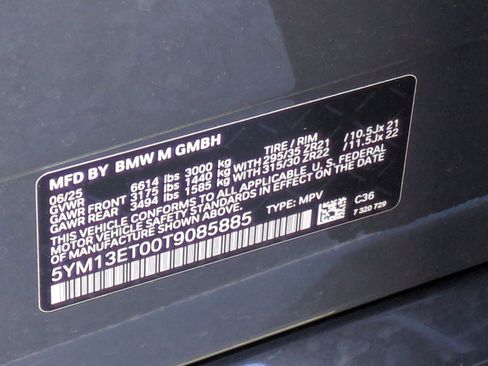 MFD BY BMW M GMBH
06/25 TIRE / RIM
GVWR 6614 lbs 3000 kg
GAWR FRONT 3175 lbs 1440 kg WITH 295/35 ZR21 / 10.5Jx 21
GAWR REAR 3494 lbs 1585 kg WITH 315/30 ZR22 / 11.5Jx 22
THIS VEHICLE CONFORMS TO ALL APPLICABLE U.S. FEDERAL
MOTOR VEHICLE SAFETY STANDARDS IN EFFECT ON THE DATE
OF MANUFACTURE SHOWN ABOVE.
5YM13ET00T9085885 TYPE: MPV C36
7 320 729